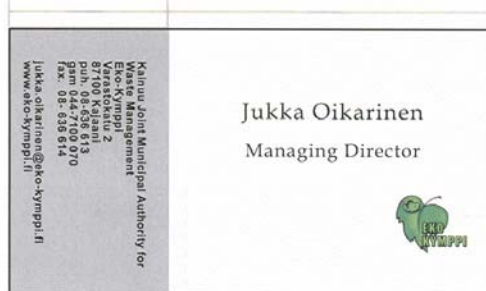 Kainuu Joint Municipal Authority for
Waste Management
Eko-Kymppi
Varastokatu 2
87100 Kajaani
puh. 08-636 613
gsm 044-7100 070
fax. 08- 636 614
jukka.oikarinen@eko-kymppi.fi
www.eko-kymppi.fi
Jukka Oikarinen
Managing Director
EKO
KYMPPI